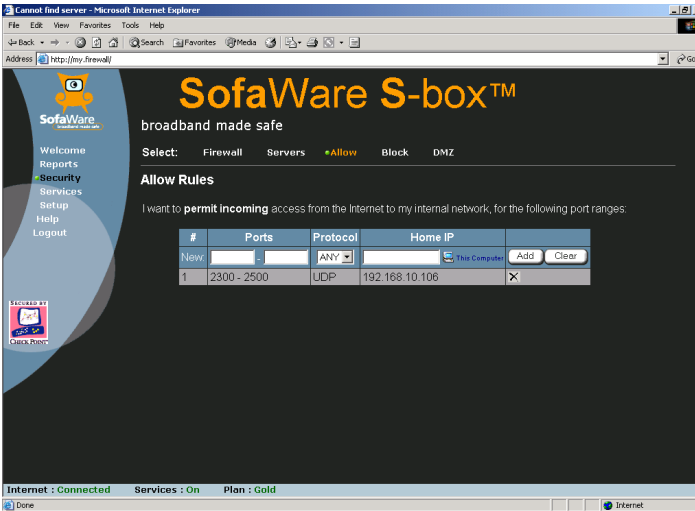 Cannot find server - Microsoft Internet Explorer
File Edit View Favorites Tools Help
Back Search Favorites Media
Address http://my.firewall/ Go
SofaWare S-box™
SofaWare
broadband made safe
broadband made safe
Welcome
Reports
Security
Services
Setup
Help
Logout
Select: Firewall Servers Allow Block DMZ
Allow Rules
I want to permit incoming access from the Internet to my internal network, for the following port ranges:
# Ports Protocol Home IP
New: - ANY This Computer Add Clear
1 2300 - 2500 UDP 192.168.10.106
SECURED BY
CHECK POINT
Internet : Connected Services : On Plan : Gold
Done Internet